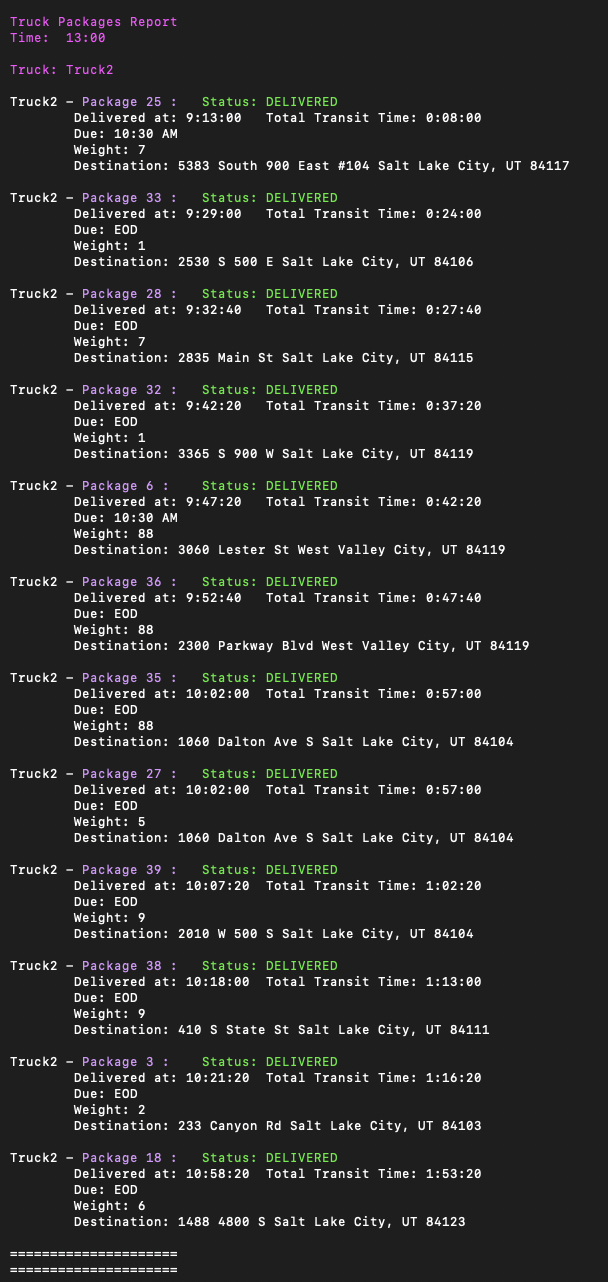 Truck Packages Report
Time:  13:00
Truck: Truck2
Truck2 – Package 25 :   Status: DELIVERED
Delivered at: 9:13:00   Total Transit Time: 0:08:00
Due: 10:30 AM
Weight: 7
Destination: 5383 South 900 East #104 Salt Lake City, UT 84117
Truck2 – Package 33 :   Status: DELIVERED
Delivered at: 9:29:00   Total Transit Time: 0:24:00
Due: EOD
Weight: 1
Destination: 2530 S 500 E Salt Lake City, UT 84106
Truck2 – Package 28 :   Status: DELIVERED
Delivered at: 9:32:40   Total Transit Time: 0:27:40
Due: EOD
Weight: 7
Destination: 2835 Main St Salt Lake City, UT 84115
Truck2 – Package 32 :   Status: DELIVERED
Delivered at: 9:42:20   Total Transit Time: 0:37:20
Due: EOD
Weight: 1
Destination: 3365 S 900 W Salt Lake City, UT 84119
Truck2 – Package 6 :    Status: DELIVERED
Delivered at: 9:47:20   Total Transit Time: 0:42:20
Due: 10:30 AM
Weight: 88
Destination: 3060 Lester St West Valley City, UT 84119
Truck2 – Package 36 :   Status: DELIVERED
Delivered at: 9:52:40   Total Transit Time: 0:47:40
Due: EOD
Weight: 88
Destination: 2300 Parkway Blvd West Valley City, UT 84119
Truck2 – Package 35 :   Status: DELIVERED
Delivered at: 10:02:00  Total Transit Time: 0:57:00
Due: EOD
Weight: 88
Destination: 1060 Dalton Ave S Salt Lake City, UT 84104
Truck2 – Package 27 :   Status: DELIVERED
Delivered at: 10:02:00  Total Transit Time: 0:57:00
Due: EOD
Weight: 5
Destination: 1060 Dalton Ave S Salt Lake City, UT 84104
Truck2 – Package 39 :   Status: DELIVERED
Delivered at: 10:07:20  Total Transit Time: 1:02:20
Due: EOD
Weight: 9
Destination: 2010 W 500 S Salt Lake City, UT 84104
Truck2 – Package 38 :   Status: DELIVERED
Delivered at: 10:18:00  Total Transit Time: 1:13:00
Due: EOD
Weight: 9
Destination: 410 S State St Salt Lake City, UT 84111
Truck2 – Package 3 :    Status: DELIVERED
Delivered at: 10:21:20  Total Transit Time: 1:16:20
Due: EOD
Weight: 2
Destination: 233 Canyon Rd Salt Lake City, UT 84103
Truck2 – Package 18 :   Status: DELIVERED
Delivered at: 10:58:20  Total Transit Time: 1:53:20
Due: EOD
Weight: 6
Destination: 1488 4800 S Salt Lake City, UT 84123
=====================
=====================